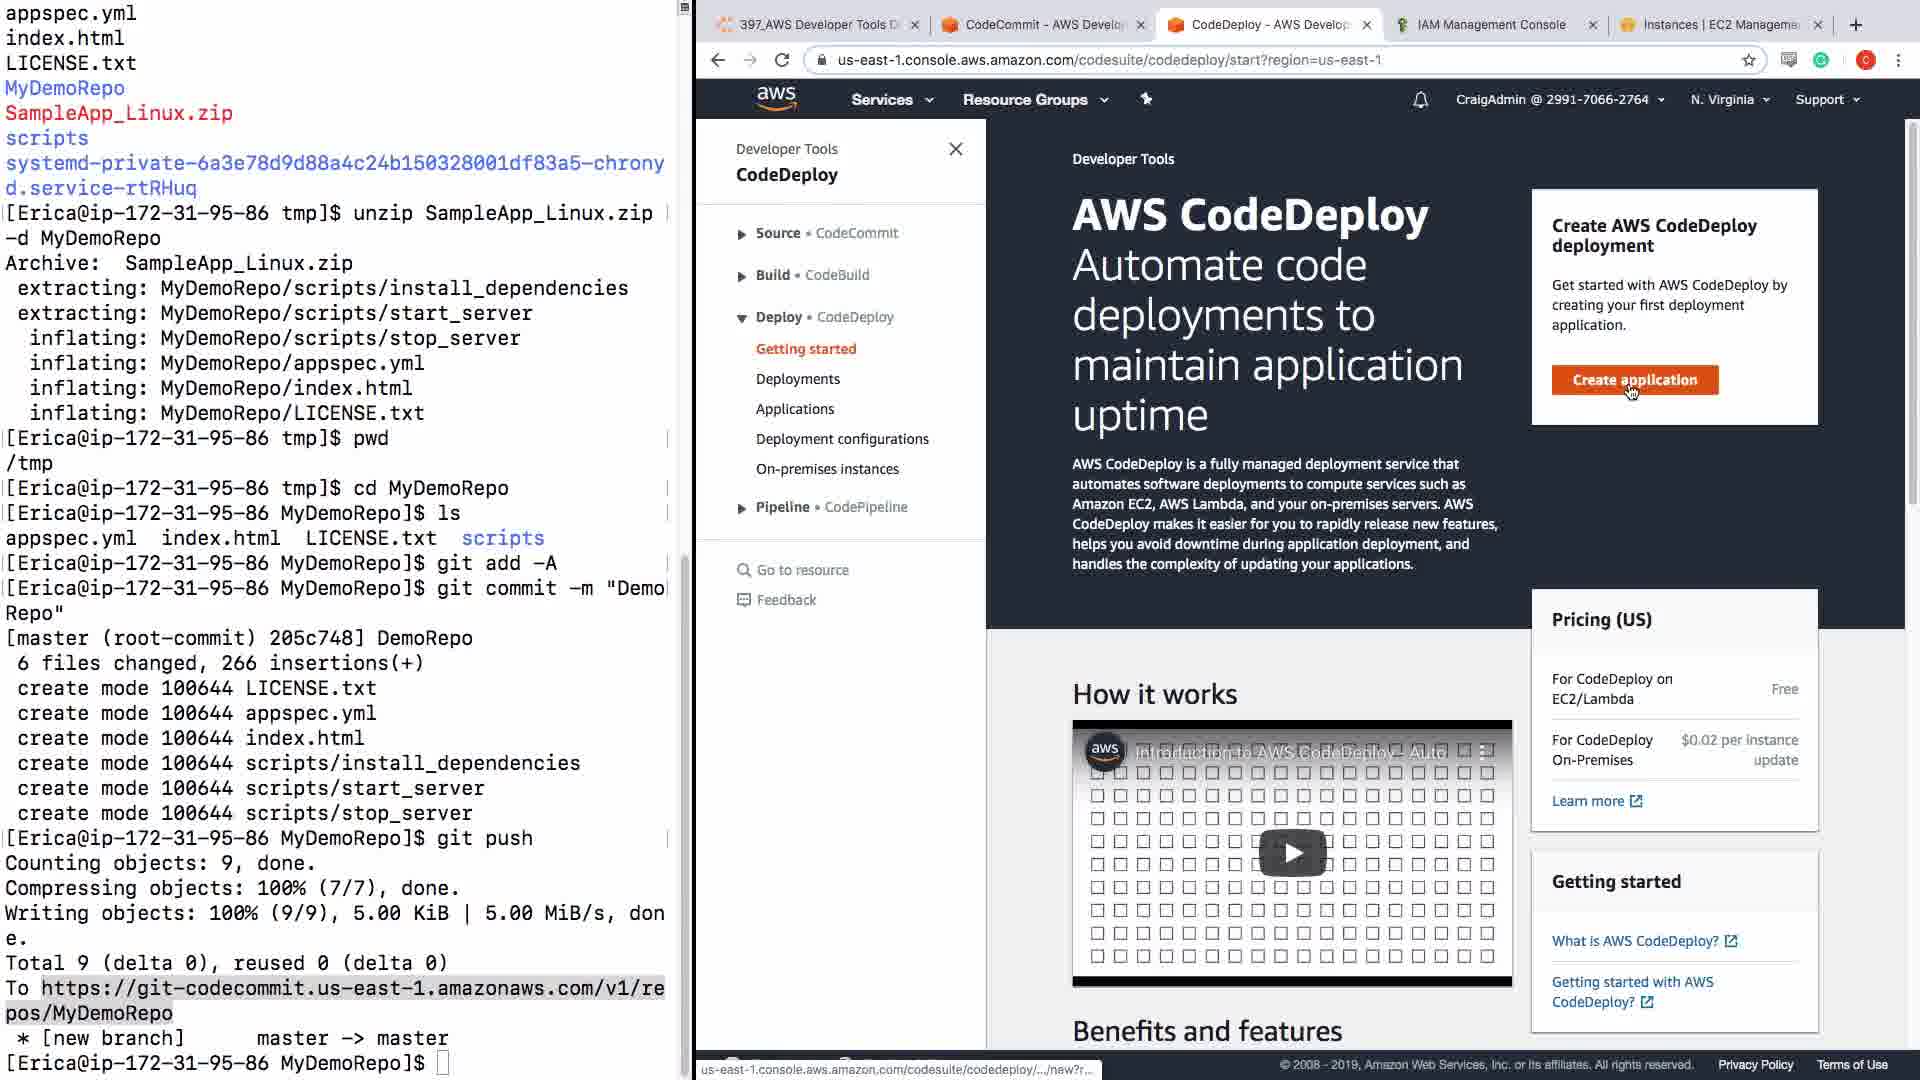 appspec.yml
index.html
LICENSE.txt
MyDemoRepo
SampleApp_Linux.zip
scripts
systemd-private-6a3e78d9d88a4c24b150328001df83a5-chrony
d.service-rtRHuq
[Erica@ip-172-31-95-86 tmp]$ unzip SampleApp_Linux.zip
-d MyDemoRepo
Archive:  SampleApp_Linux.zip
 extracting: MyDemoRepo/scripts/install_dependencies
 extracting: MyDemoRepo/scripts/start_server
  inflating: MyDemoRepo/scripts/stop_server
  inflating: MyDemoRepo/appspec.yml
  inflating: MyDemoRepo/index.html
  inflating: MyDemoRepo/LICENSE.txt
[Erica@ip-172-31-95-86 tmp]$ pwd
/tmp
[Erica@ip-172-31-95-86 tmp]$ cd MyDemoRepo
[Erica@ip-172-31-95-86 MyDemoRepo]$ ls
appspec.yml  index.html  LICENSE.txt  scripts
[Erica@ip-172-31-95-86 MyDemoRepo]$ git add -A
[Erica@ip-172-31-95-86 MyDemoRepo]$ git commit -m "Demo
Repo"
[master (root-commit) 205c748] DemoRepo
 6 files changed, 266 insertions(+)
 create mode 100644 LICENSE.txt
 create mode 100644 appspec.yml
 create mode 100644 index.html
 create mode 100644 scripts/install_dependencies
 create mode 100644 scripts/start_server
 create mode 100644 scripts/stop_server
[Erica@ip-172-31-95-86 MyDemoRepo]$ git push
Counting objects: 9, done.
Compressing objects: 100% (7/7), done.
Writing objects: 100% (9/9), 5.00 KiB | 5.00 MiB/s, don
e.
Total 9 (delta 0), reused 0 (delta 0)
To https://git-codecommit.us-east-1.amazonaws.com/v1/re
pos/MyDemoRepo
 * [new branch]      master -> master
[Erica@ip-172-31-95-86 MyDemoRepo]$
397_AWS Developer Tools D
CodeCommit - AWS Develop
CodeDeploy - AWS Develop
IAM Management Console
Instances | EC2 Manageme
us-east-1.console.aws.amazon.com/codesuite/codedeploy/start?region=us-east-1
C
aws
Services
Resource Groups
CraigAdmin @ 2991-7066-2764
N. Virginia
Support
Developer Tools
CodeDeploy
Source • CodeCommit
Build • CodeBuild
Deploy • CodeDeploy
Getting started
Deployments
Applications
Deployment configurations
On-premises instances
Pipeline • CodePipeline
Go to resource
Feedback
Developer Tools
AWS CodeDeploy
Automate code
deployments to
maintain application
uptime
AWS CodeDeploy is a fully managed deployment service that
automates software deployments to compute services such as
Amazon EC2, AWS Lambda, and your on-premises servers. AWS
CodeDeploy makes it easier for you to rapidly release new features,
helps you avoid downtime during application deployment, and
handles the complexity of updating your applications.
Create AWS CodeDeploy
deployment
Get started with AWS CodeDeploy by
creating your first deployment
application.
Create application
How it works
aws
Introduction to AWS CodeDeploy - Auto
Benefits and features
Pricing (US)
For CodeDeploy on
EC2/Lambda
Free
For CodeDeploy
On-Premises
$0.02 per instance
update
Learn more
Getting started
What is AWS CodeDeploy?
Getting started with AWS
CodeDeploy?
us-east-1.console.aws.amazon.com/codesuite/codedeploy/.../new?r...
© 2008 - 2019, Amazon Web Services, Inc. or its affiliates. All rights reserved.
Privacy Policy
Terms of Use